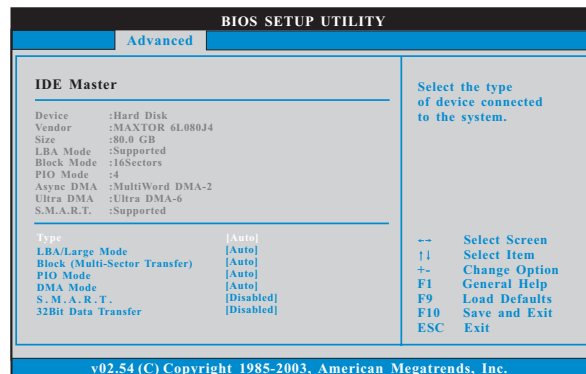 BIOS SETUP UTILITY
Advanced
IDE Master
Device :Hard Disk
Vendor :MAXTOR 6L080J4
Size :80.0 GB
LBA Mode :Supported
Block Mode :16Sectors
PIO Mode :4
Async DMA :MultiWord DMA-2
Ultra DMA :Ultra DMA-6
S.M.A.R.T. :Supported
Type [Auto]
LBA/Large Mode [Auto]
Block (Multi-Sector Transfer) [Auto]
PIO Mode [Auto]
DMA Mode [Auto]
S.M.A.R.T. [Disabled]
32Bit Data Transfer [Disabled]
Select the type
of device connected
to the system.
←→ Select Screen
↑↓ Select Item
+- Change Option
F1 General Help
F9 Load Defaults
F10 Save and Exit
ESC Exit
v02.54 (C) Copyright 1985-2003, American Megatrends, Inc.